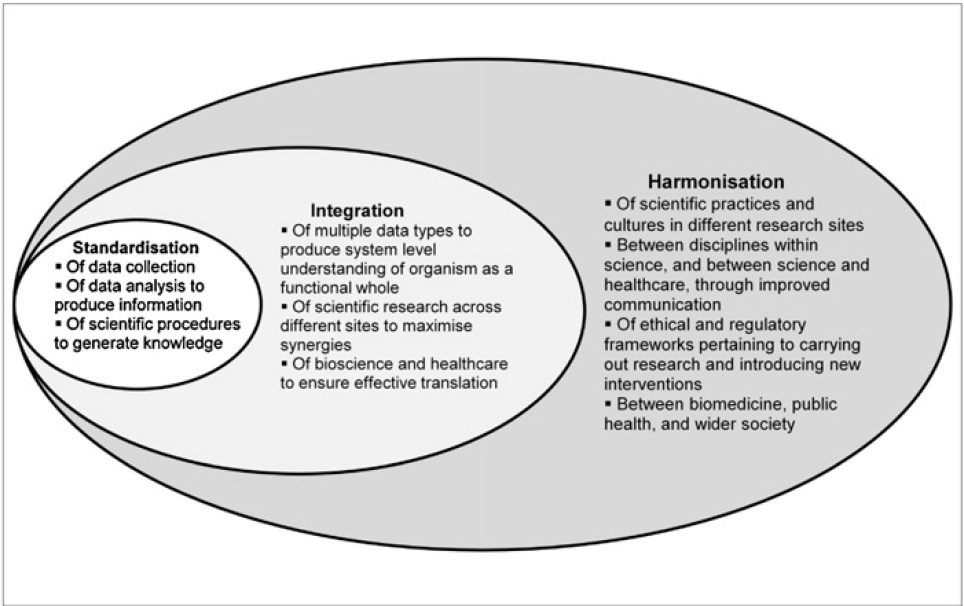 Standardisation
▪ Of data collection
▪ Of data analysis to
produce information
▪ Of scientific procedures
to generate knowledge
Integration
▪ Of multiple data types to
produce system level
understanding of organism as a
functional whole
▪ Of scientific research across
different sites to maximise
synergies
▪ Of bioscience and healthcare
to ensure effective translation
Harmonisation
▪ Of scientific practices and
cultures in different research sites
▪ Between disciplines within
science, and between science and
healthcare, through improved
communication
▪ Of ethical and regulatory
frameworks pertaining to carrying
out research and introducing new
interventions
▪ Between biomedicine, public
health, and wider society